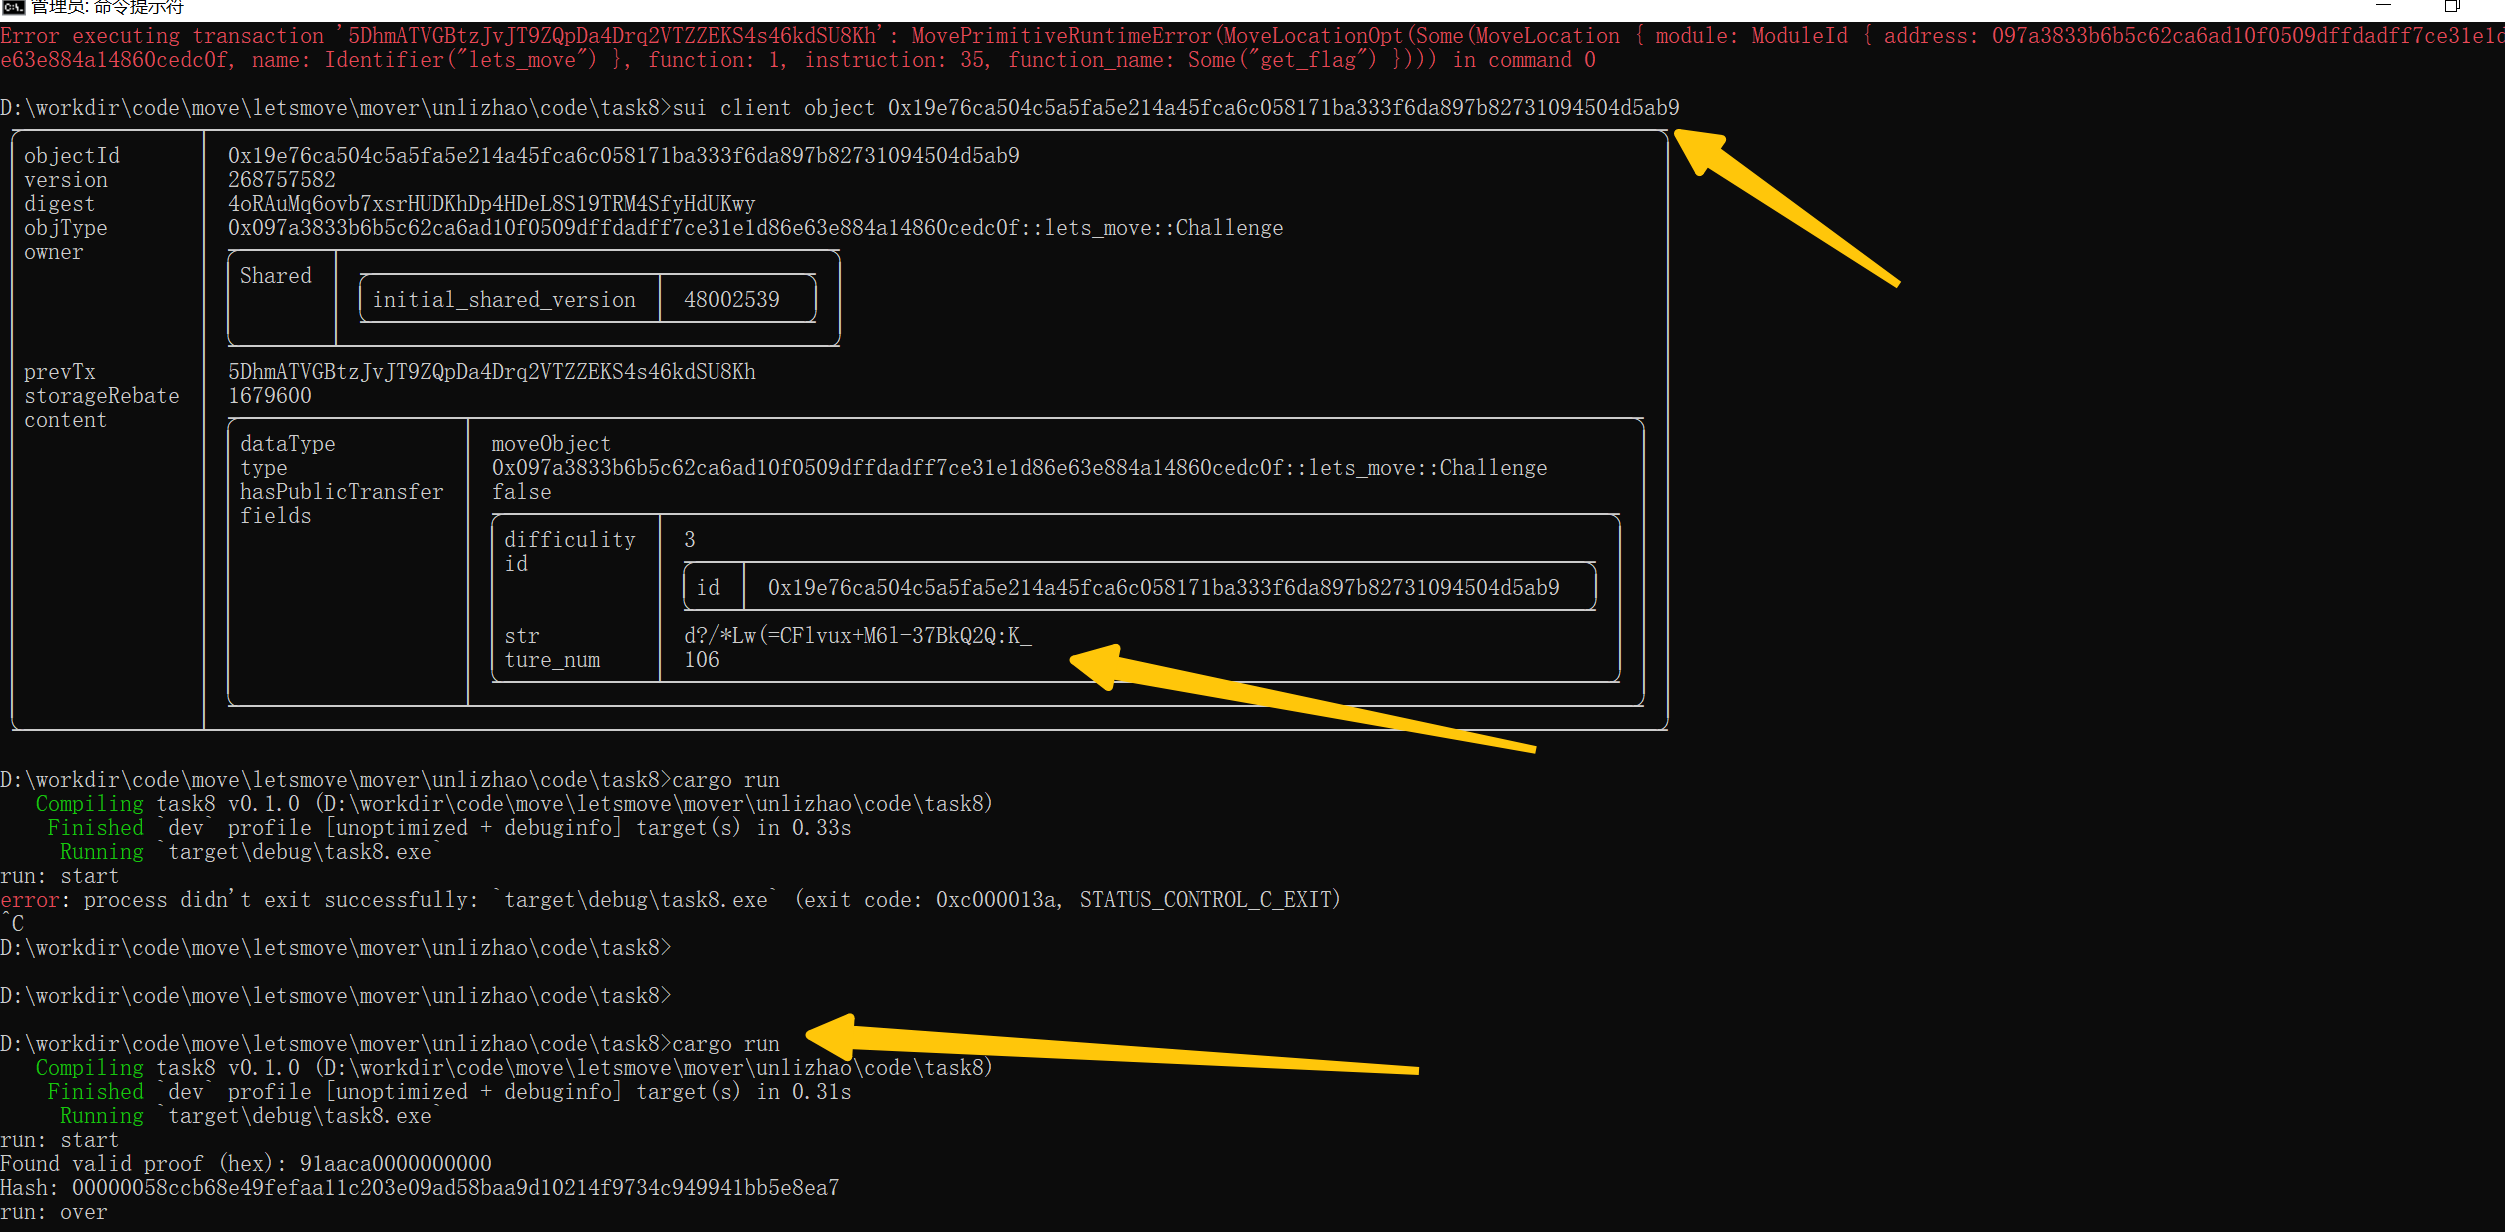 管理员: 命令提示符
Error executing transaction '5DhmATVGBtzJvJT9ZQpDa4Drq2VTZZEKS4s46kdSU8Kh': MovePrimitiveRuntimeError(MoveLocationOpt(Some(MoveLocation { module: ModuleId { address: 097a3833b6b5c62ca6ad10f0509dffdadff7ce31e1d8
e63e884a14860cedc0f, name: Identifier("lets_move") }, function: 1, instruction: 35, function_name: Some("get_flag") }))) in command 0
D:\workdir\code\move\letsmove\mover\unlizhao\code\task8>sui client object 0x19e76ca504c5a5fa5e214a45fca6c058171ba333f6da897b82731094504d5ab9
objectId 0x19e76ca504c5a5fa5e214a45fca6c058171ba333f6da897b82731094504d5ab9
version 268757582
digest 4oRAuMq6ovb7xsrHUDKhDp4HDeL8S19TRM4SfyHdUKwy
objType 0x097a3833b6b5c62ca6ad10f0509dffdadff7ce31e1d86e63e884a14860cedc0f::lets_move::Challenge
owner
Shared
initial_shared_version 48002539
prevTx 5DhmATVGBtzJvJT9ZQpDa4Drq2VTZZEKS4s46kdSU8Kh
storageRebate 1679600
content
dataType moveObject
type 0x097a3833b6b5c62ca6ad10f0509dffdadff7ce31e1d86e63e884a14860cedc0f::lets_move::Challenge
hasPublicTransfer false
fields
difficulity 3
id
id 0x19e76ca504c5a5fa5e214a45fca6c058171ba333f6da897b82731094504d5ab9
str d?/*Lw(=CFlvux+M6l-37BkQ2Q:K_
ture_num 106
D:\workdir\code\move\letsmove\mover\unlizhao\code\task8>cargo run
Compiling task8 v0.1.0 (D:\workdir\code\move\letsmove\mover\unlizhao\code\task8)
Finished `dev` profile [unoptimized + debuginfo] target(s) in 0.33s
Running `target\debug\task8.exe`
run: start
error: process didn't exit successfully: `target\debug\task8.exe` (exit code: 0xc000013a, STATUS_CONTROL_C_EXIT)
^C
D:\workdir\code\move\letsmove\mover\unlizhao\code\task8>
D:\workdir\code\move\letsmove\mover\unlizhao\code\task8>
D:\workdir\code\move\letsmove\mover\unlizhao\code\task8>cargo run
Compiling task8 v0.1.0 (D:\workdir\code\move\letsmove\mover\unlizhao\code\task8)
Finished `dev` profile [unoptimized + debuginfo] target(s) in 0.31s
Running `target\debug\task8.exe`
run: start
Found valid proof (hex): 91aaca0000000000
Hash: 00000058ccb68e49fefaa11c203e09ad58baa9d10214f9734c949941bb5e8ea7
run: over